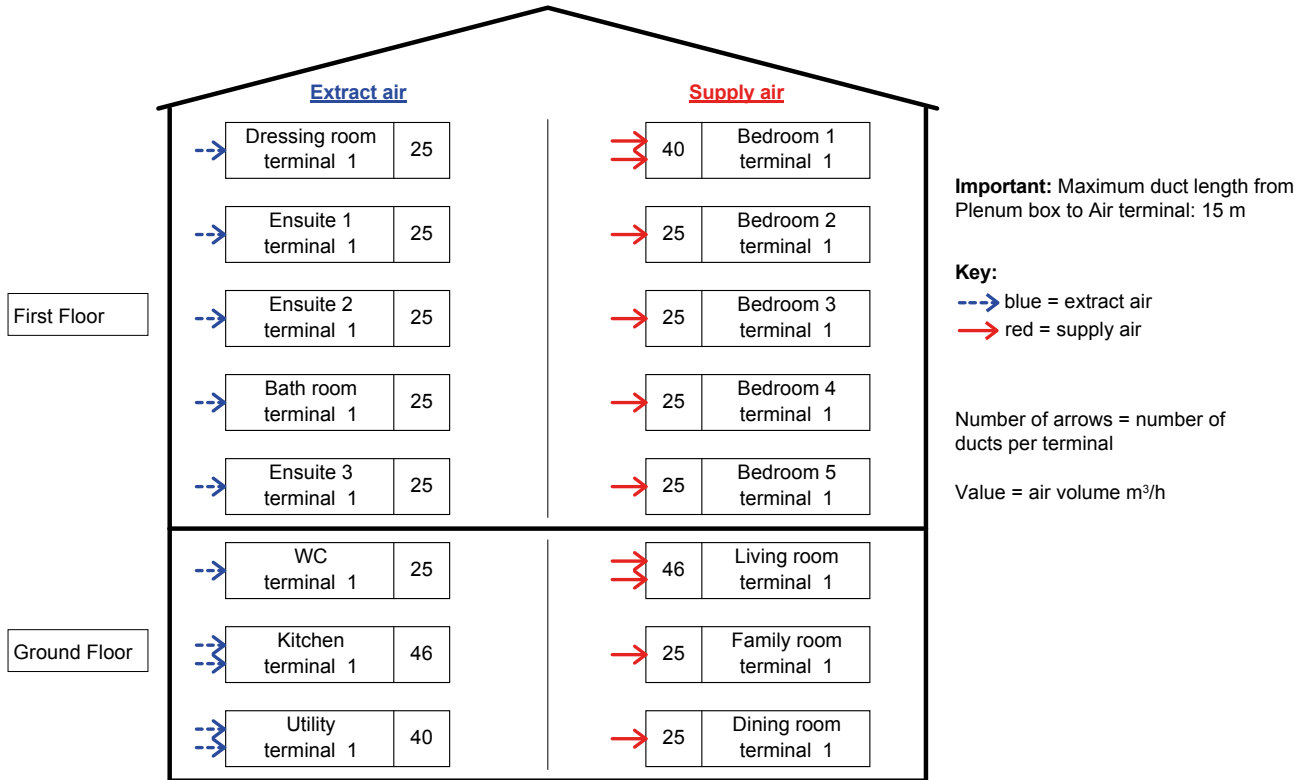 Extract air
Supply air
Dressing room
terminal 1
25
40
Bedroom 1
terminal 1
Ensuite 1
terminal 1
25
25
Bedroom 2
terminal 1
First Floor
Ensuite 2
terminal 1
25
25
Bedroom 3
terminal 1
Bath room
terminal 1
25
25
Bedroom 4
terminal 1
Ensuite 3
terminal 1
25
25
Bedroom 5
terminal 1
WC
terminal 1
25
46
Living room
terminal 1
Ground Floor
Kitchen
terminal 1
46
25
Family room
terminal 1
Utility
terminal 1
40
25
Dining room
terminal 1
Important: Maximum duct length from
Plenum box to Air terminal: 15 m
Key:
blue = extract air
red = supply air
Number of arrows = number of
ducts per terminal
Value = air volume m³/h